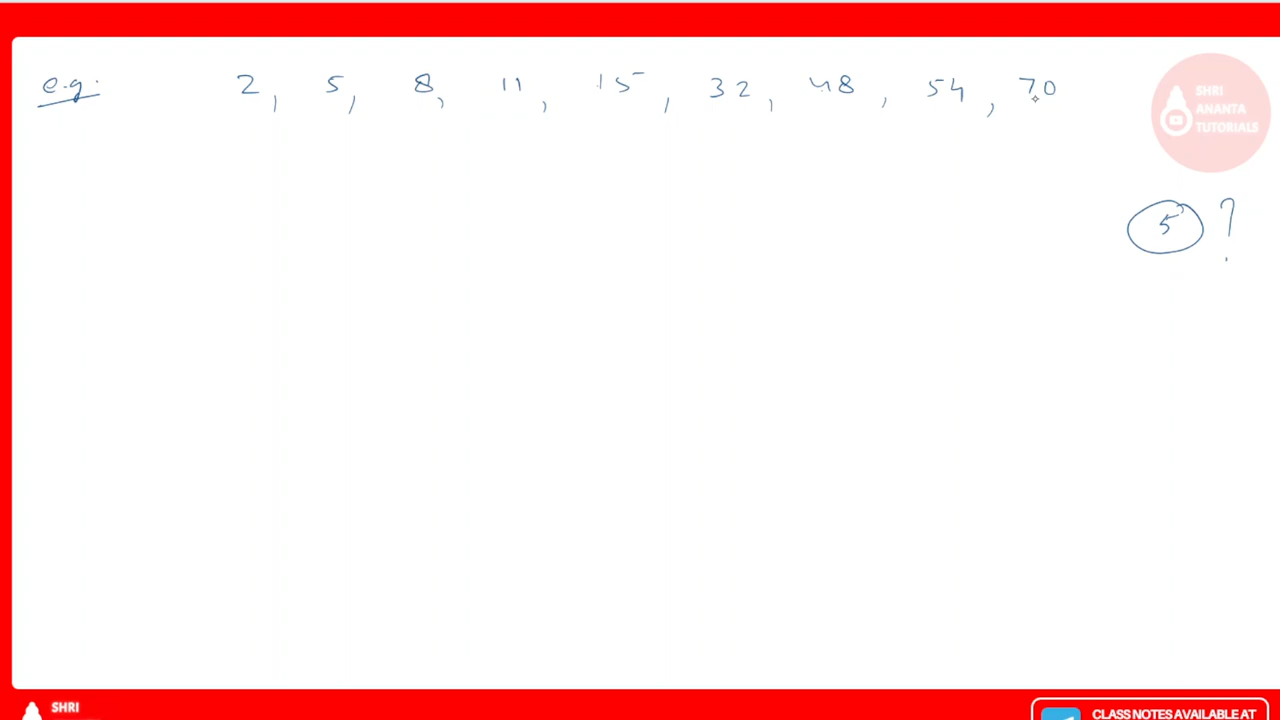 e.g. 2, 5, 8, 11, 15, 32, 48, 54, 70
SHRI
ANANTA
TUTORIALS
5 ?
SHRI
CLASS NOTES AVAILABLE AT